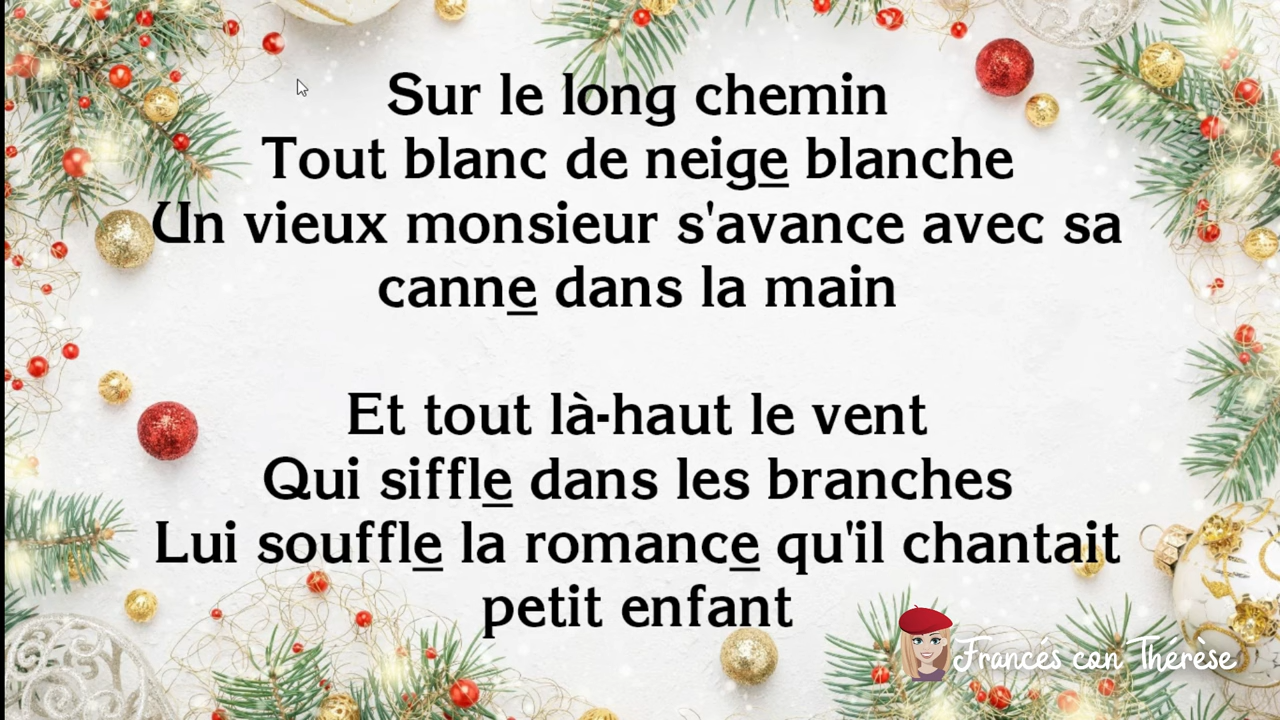 Sur le long chemin
Tout blanc de neige blanche
Un vieux monsieur s'avance avec sa
canne dans la main
Et tout là-haut le vent
Qui siffle dans les branches
Lui souffle la romance qu'il chantait
petit enfant
Francés con Thérèse